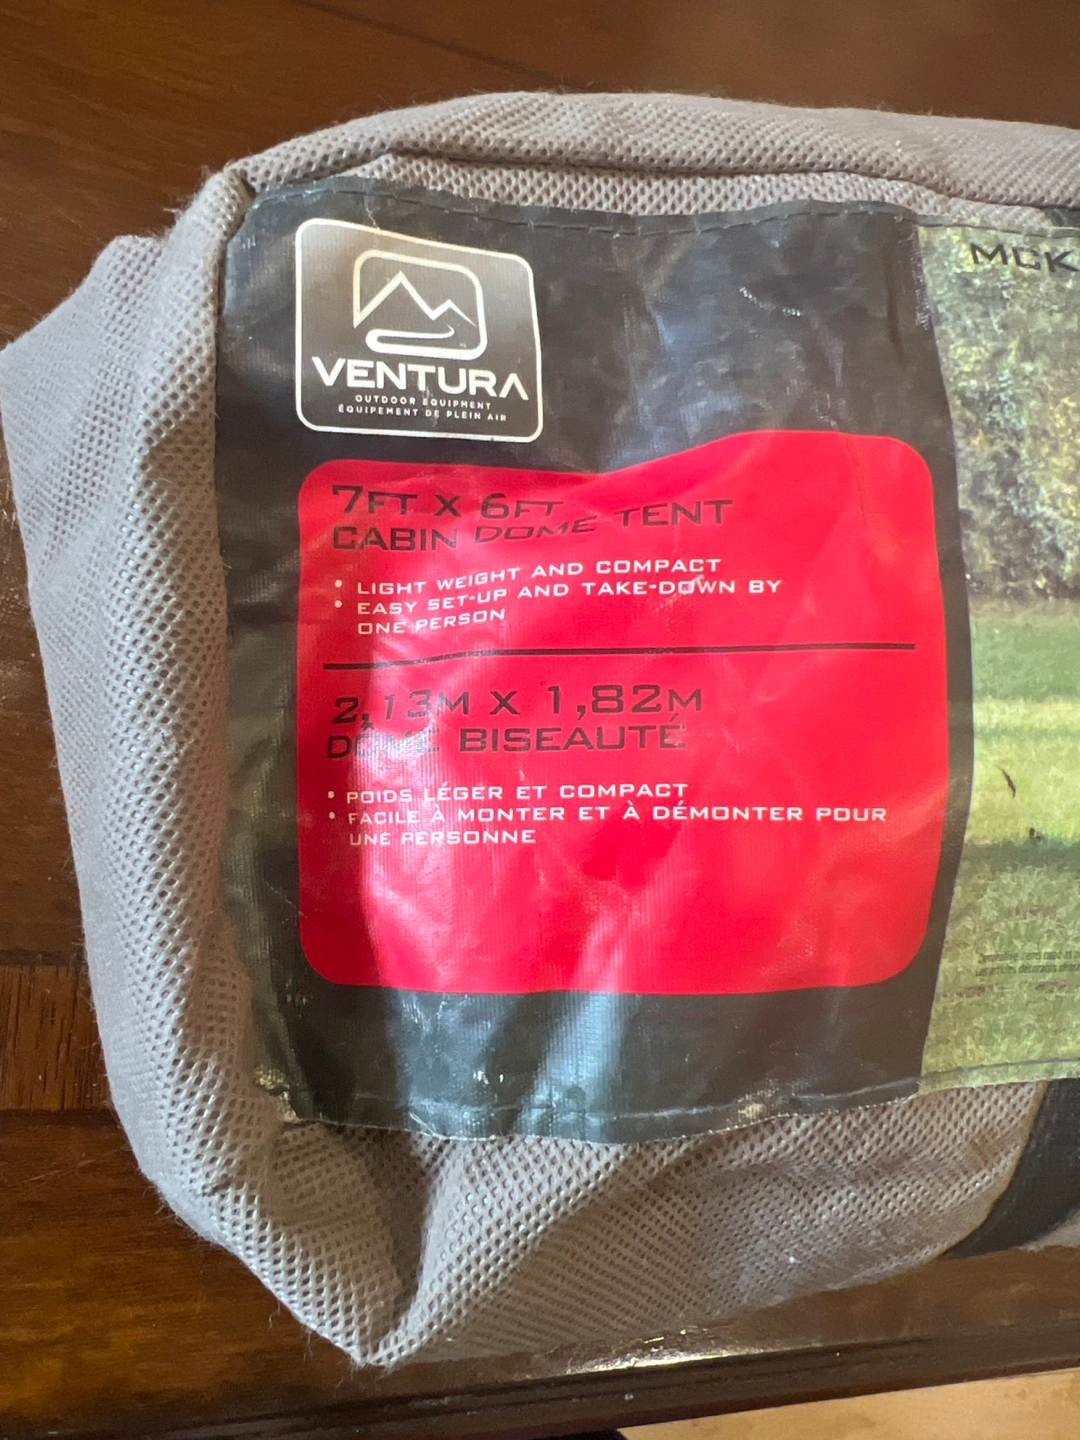 VENTURA
OUTDOOR EQUIPMENT
ÉQUIPEMENT DE PLEIN AIR
7FT X 6FT
CABIN DOME TENT
• LIGHT WEIGHT AND COMPACT
• EASY SET-UP AND TAKE-DOWN BY
ONE PERSON
2,13M X 1,82M
DÔME BISEAUTÉ
• POIDS LÉGER ET COMPACT
• FACILE À MONTER ET À DÉMONTER POUR
UNE PERSONNE
MCK